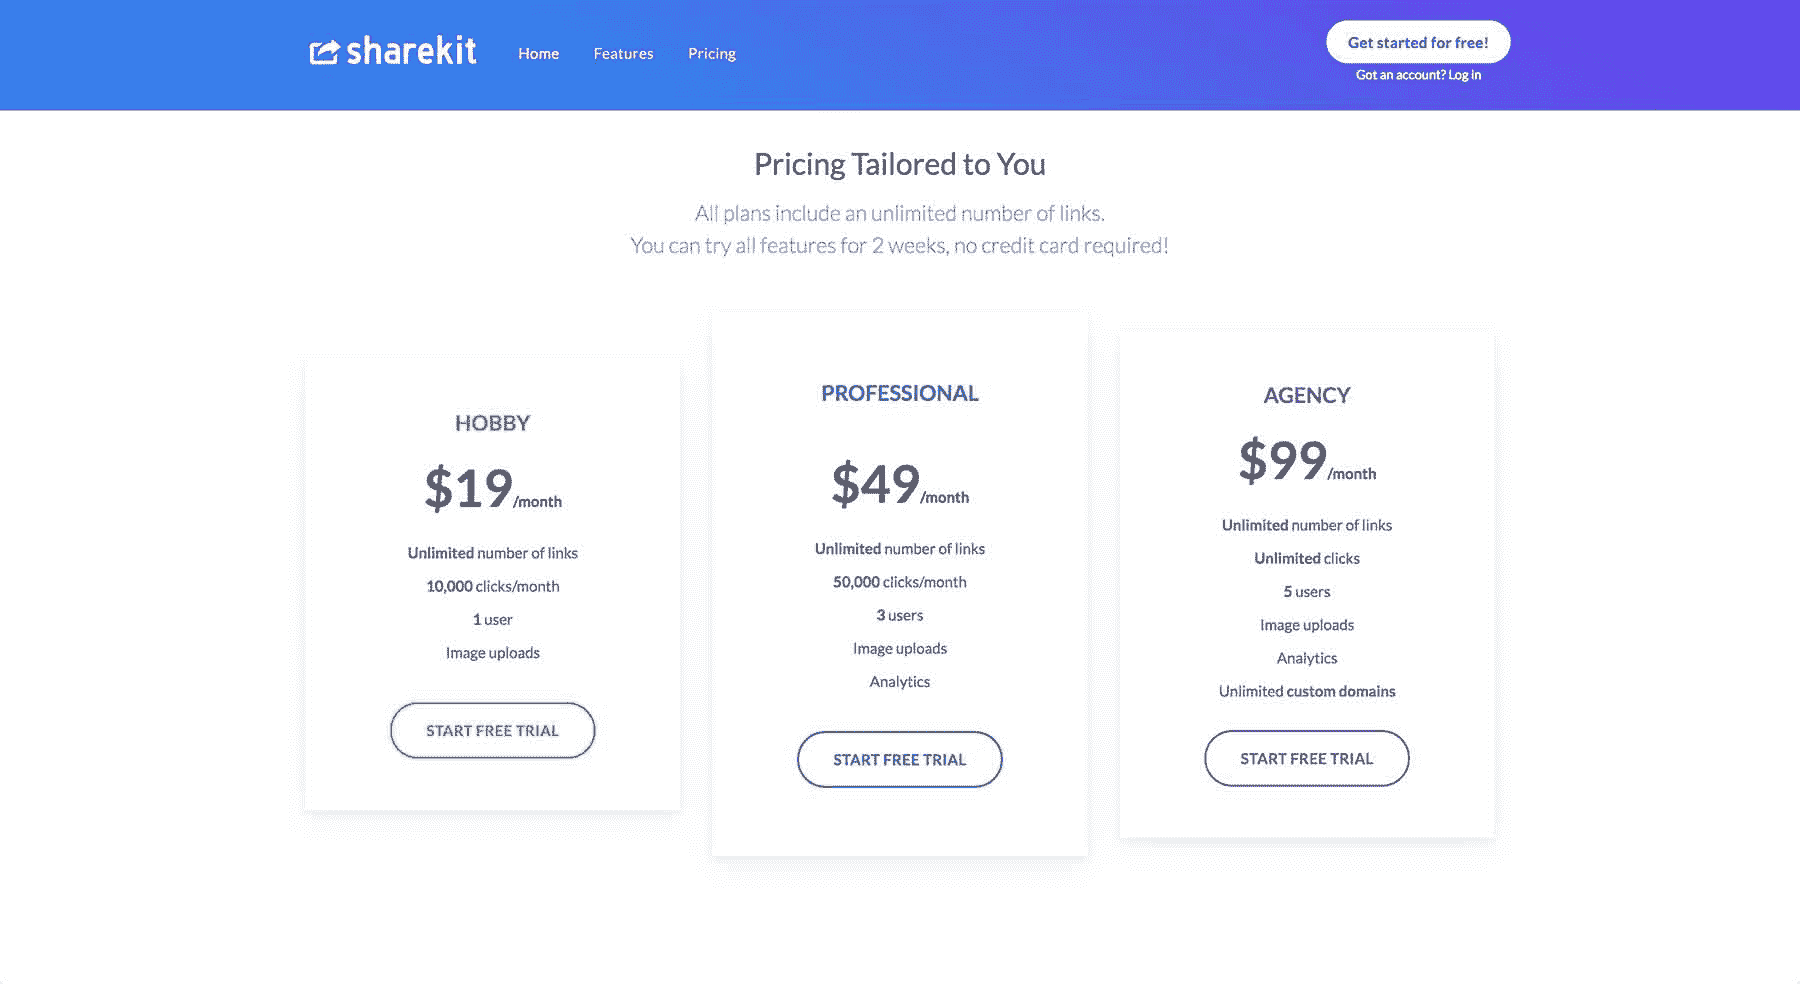 sharekit
Home
Features
Pricing
Get started for free!
Got an account? Log in
Pricing Tailored to You
All plans include an unlimited number of links.
You can try all features for 2 weeks, no credit card required!
HOBBY
$19/month
Unlimited number of links
10,000 clicks/month
1 user
Image uploads
START FREE TRIAL
PROFESSIONAL
$49/month
Unlimited number of links
50,000 clicks/month
3 users
Image uploads
Analytics
START FREE TRIAL
AGENCY
$99/month
Unlimited number of links
Unlimited clicks
5 users
Image uploads
Analytics
Unlimited custom domains
START FREE TRIAL